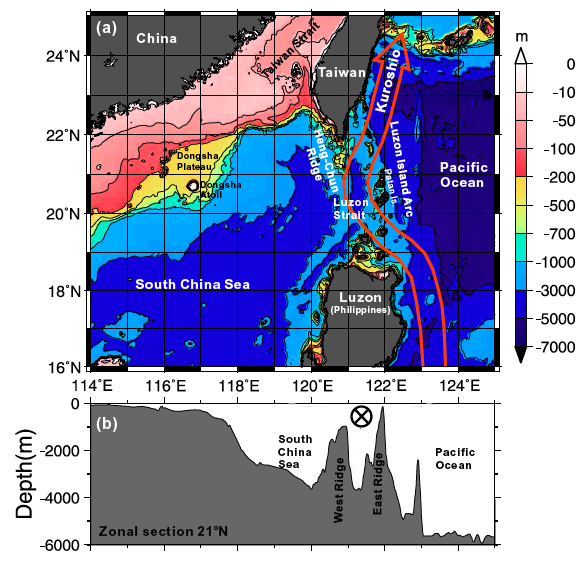 (a)
m
China
Taiwan Strait
24°N
Taiwan
Kuroshio
0
-10
-50
-100
-200
-500
-700
-1000
-3000
-5000
-7000
22°N
Heng-Chun
Ridge
Luzon Island Arc
Batanis
Dongsha
Plateau
Dongsha
Atoll
Pacific
Ocean
20°N
Luzon
Strait
South China Sea
18°N
Luzon
(Philippines)
16°N
114°E
116°E
118°E
120°E
122°E
124°E
(b)
Depth(m)
0
-2000
-4000
-6000
South
China
Sea
West Ridge
East Ridge
Pacific
Ocean
Zonal section 21°N